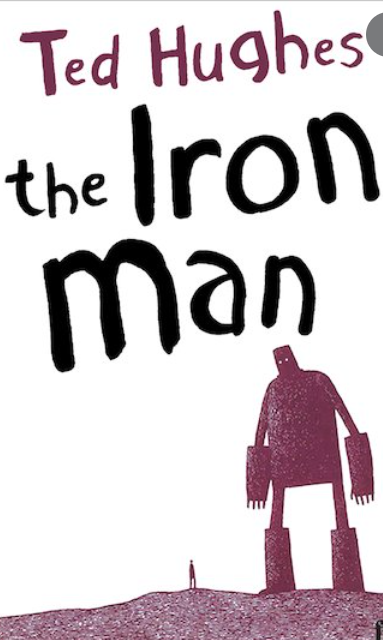 Ted Hughes
the Iron
man